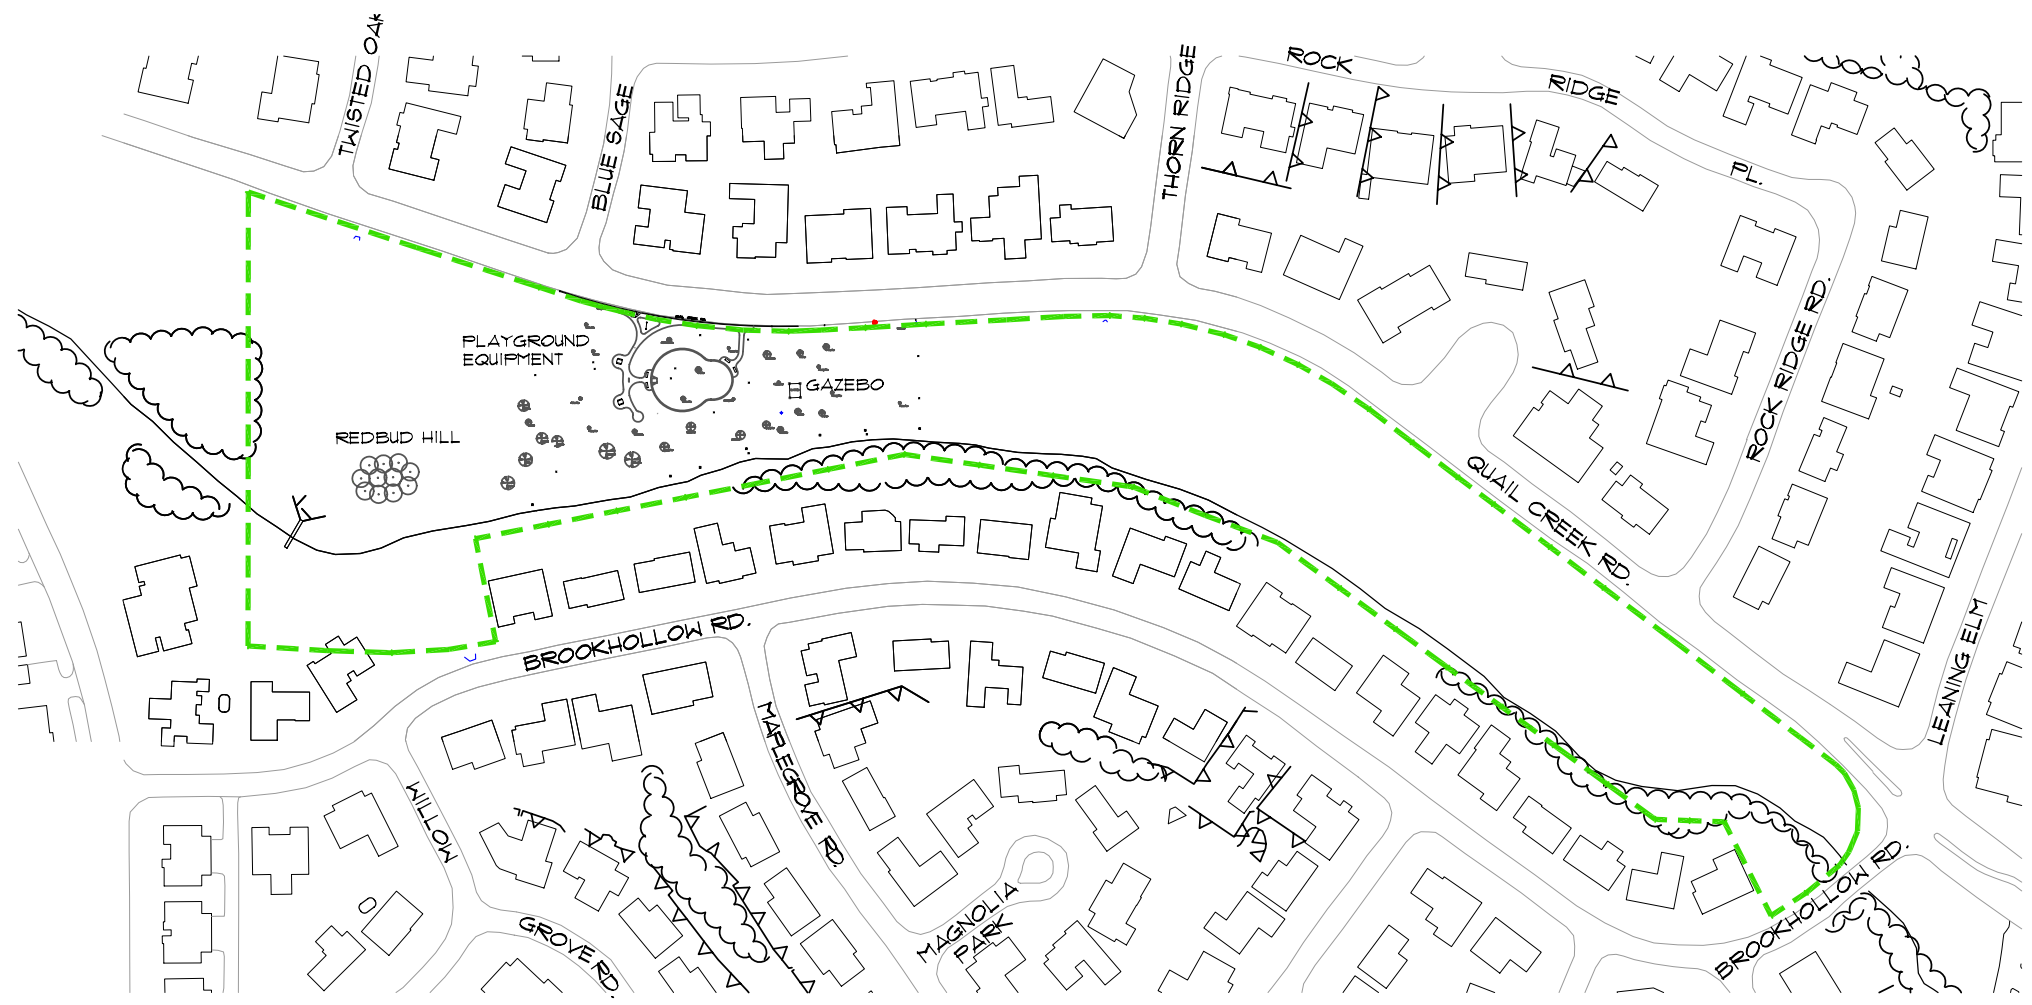 TWISTED OAK
BLUE SAGE
THORN RIDGE
ROCK
RIDGE
PL.
PLAYGROUND
EQUIPMENT
GAZEBO
ROCK RIDGE RD.
REDBUD HILL
QUAIL CREEK RD.
LEANING ELM
BROOKHOLLOW RD.
MAPLEGROVE RD.
WILLOW
MAGNOLIA
PARK
GROVE RD.
BROOKHOLLOW RD.